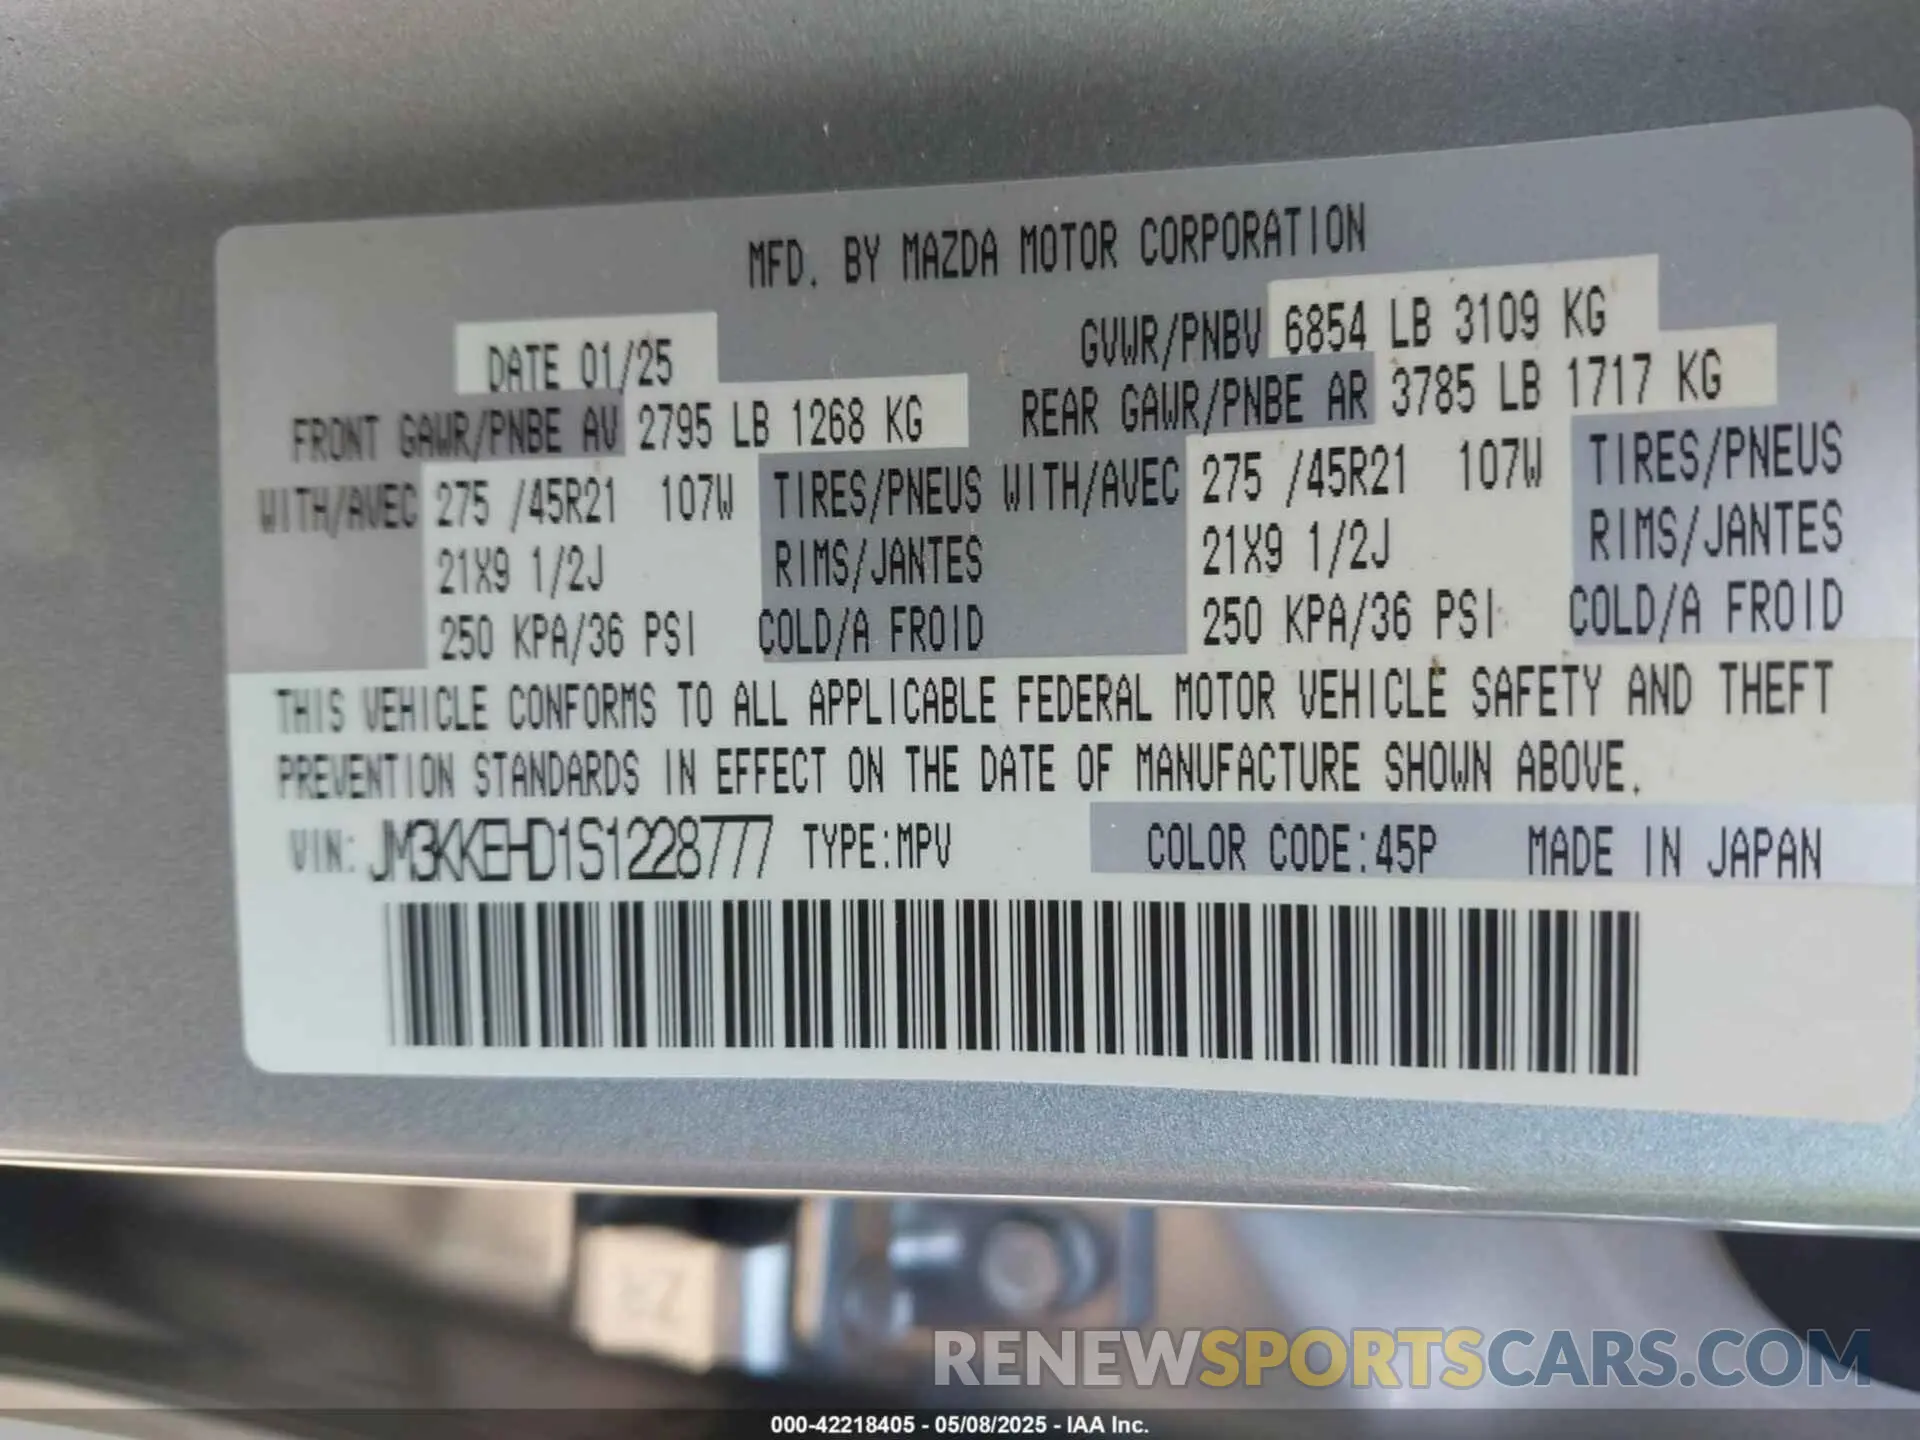 MFD. BY MAZDA MOTOR CORPORATION
DATE 01/25 GVWR/PNBV 6854 LB 3109 KG
FRONT GAWR/PNBE AV 2795 LB 1268 KG REAR GAWR/PNBE AR 3785 LB 1717 KG
WITH/AVEC 275 /45R21 107W TIRES/PNEUS WITH/AVEC 275 /45R21 107W TIRES/PNEUS
21X9 1/2J RIMS/JANTES 21X9 1/2J RIMS/JANTES
250 KPA/36 PSI COLD/A FROID 250 KPA/36 PSI COLD/A FROID
THIS VEHICLE CONFORMS TO ALL APPLICABLE FEDERAL MOTOR VEHICLE SAFETY AND THEFT
PREVENTION STANDARDS IN EFFECT ON THE DATE OF MANUFACTURE SHOWN ABOVE.
VIN: JM3KKEHD1S1228777 TYPE:MPV COLOR CODE:45P MADE IN JAPAN
RENEWSPORTSCARS.COM
000-42218405 - 05/08/2025 - IAA Inc.